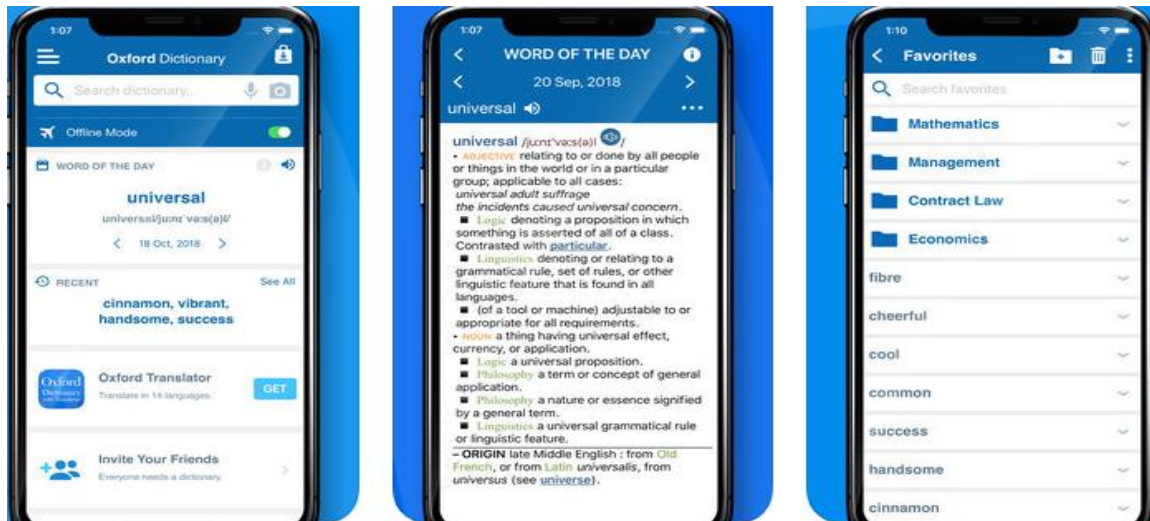 1:07
Oxford Dictionary
Search dictionary...
Offline Mode
WORD OF THE DAY
universal
18 Oct, 2018
RECENT
See All
cinnamon, vibrant,
handsome, success
Oxford
Dictionary
Oxford Translator
Translate in 14 languages.
GET
Invite Your Friends
Everyone needs a dictionary.
1:07
WORD OF THE DAY
20 Sep, 2018
universal
universal
• ADJECTIVE relating to or done by all people
or things in the world or in a particular
group; applicable to all cases:
universal adult suffrage
the incidents caused universal concern.
■ Logic denoting a proposition in which
something is asserted of all of a class.
Contrasted with particular.
■ Linguistics denoting or relating to a
grammatical rule, set of rules, or other
linguistic feature that is found in all
languages.
■ (of a tool or machine) adjustable to or
appropriate for all requirements.
• NOUN a thing having universal effect,
currency, or application.
■ Logic a universal proposition.
■ Philosophy a term or concept of general
application.
■ Philosophy a nature or essence signified
by a general term.
■ Linguistics a universal grammatical rule
or linguistic feature.
– ORIGIN late Middle English : from Old
French, or from Latin universalis, from
universus (see universe).
1:10
Favorites
Search favorites
Mathematics
Management
Contract Law
Economics
fibre
cheerful
cool
common
success
handsome
cinnamon